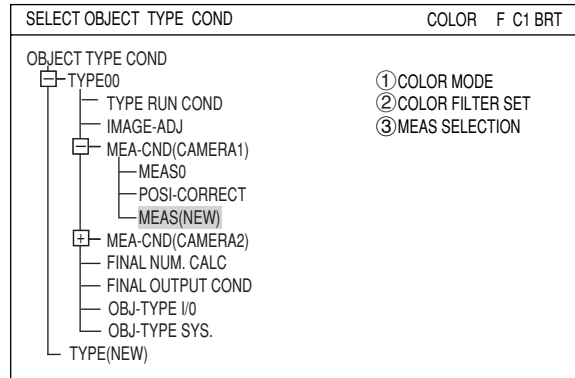 SELECT OBJECT TYPE COND COLOR F C1 BRT
OBJECT TYPE COND
TYPE00 ①COLOR MODE
TYPE RUN COND ②COLOR FILTER SET
IMAGE-ADJ ③MEAS SELECTION
MEA-CND(CAMERA1)
MEAS0
POSI-CORRECT
MEAS(NEW)
MEA-CND(CAMERA2)
FINAL NUM. CALC
FINAL OUTPUT COND
OBJ-TYPE I/0
OBJ-TYPE SYS.
TYPE(NEW)